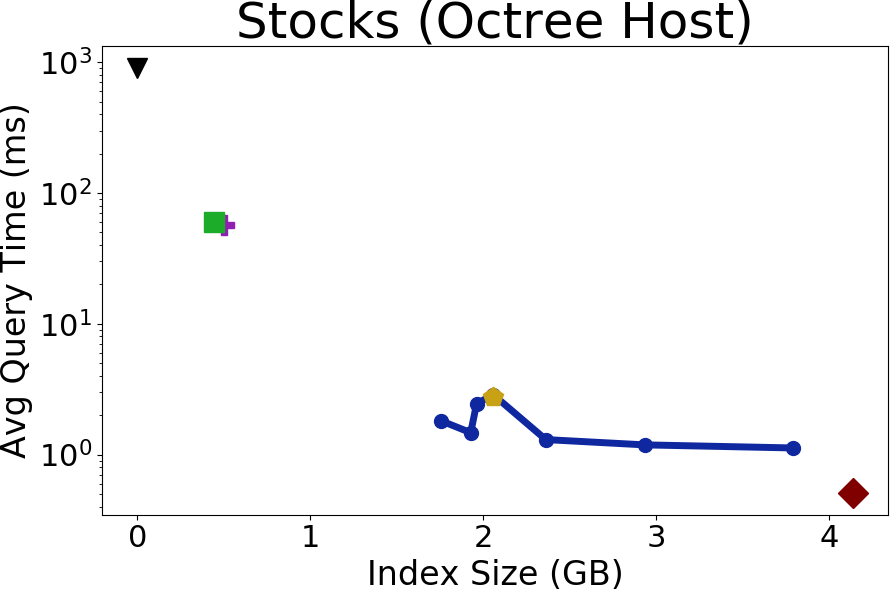 Stocks (Octree Host)
Avg Query Time (ms)
10³
10²
10¹
10⁰
0 1 2 3 4
Index Size (GB)